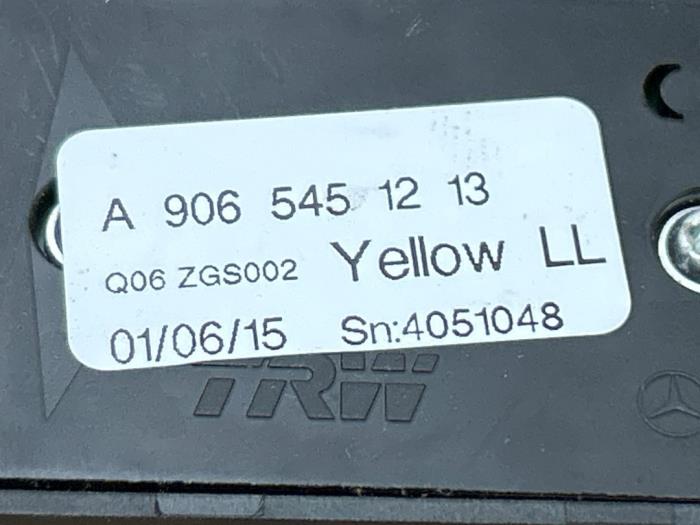 A 906 545 12 13
Q06 ZGS002 Yellow LL
01/06/15 Sn:4051048
TRW